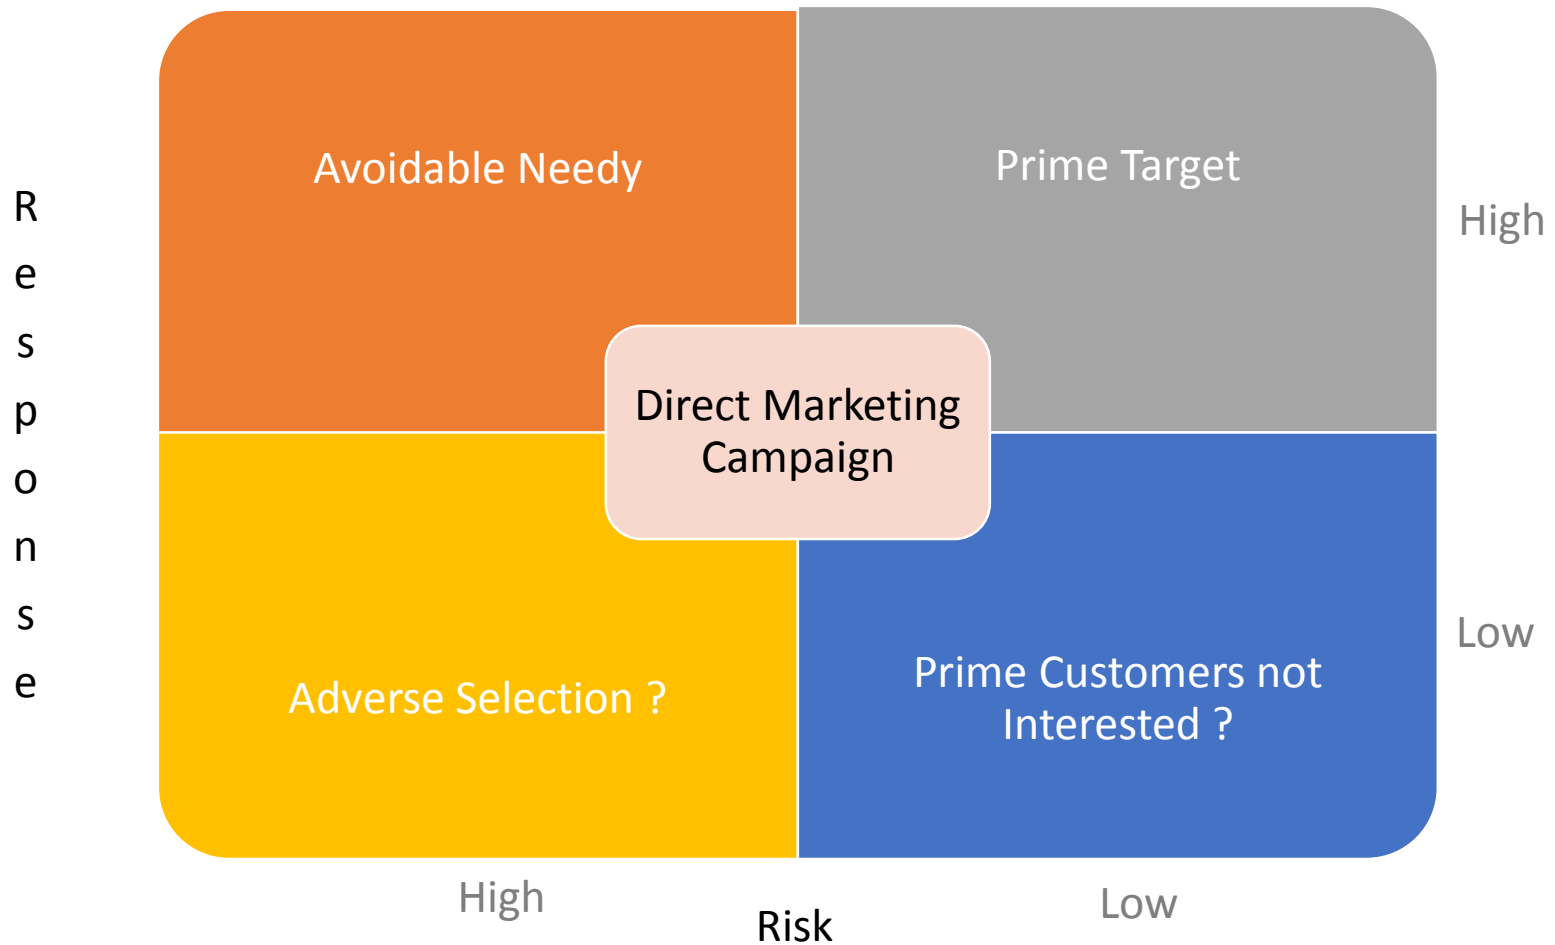 Avoidable Needy
Prime Target
High
R
e
s
p
o
n
s
e
Direct Marketing
Campaign
Low
Adverse Selection ?
Prime Customers not
Interested ?
High
Low
Risk